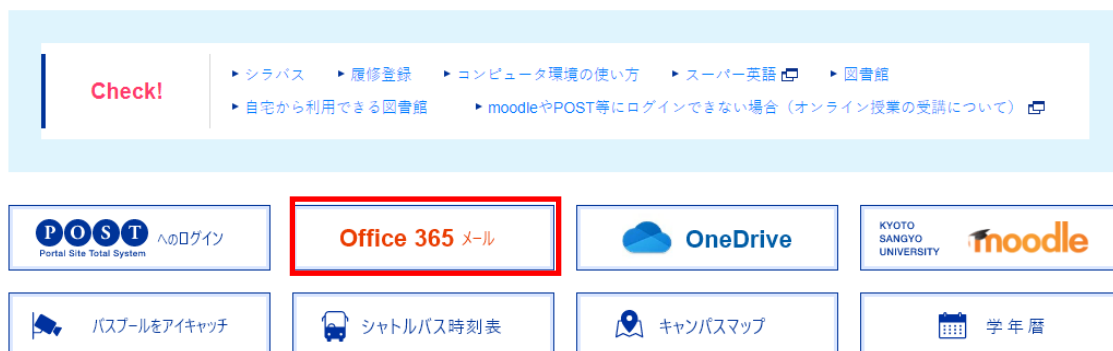 Check!
シラバス 履修登録 コンピュータ環境の使い方 スーパー英語 図書館
自宅から利用できる図書館 moodleやPOST等にログインできない場合（オンライン授業の受講について）
POST へのログイン
Portal Site Total System
Office 365 メール
OneDrive
KYOTO
SANGYO
UNIVERSITY
moodle
バスプールをアイキャッチ
シャトルバス時刻表
キャンパスマップ
学年暦